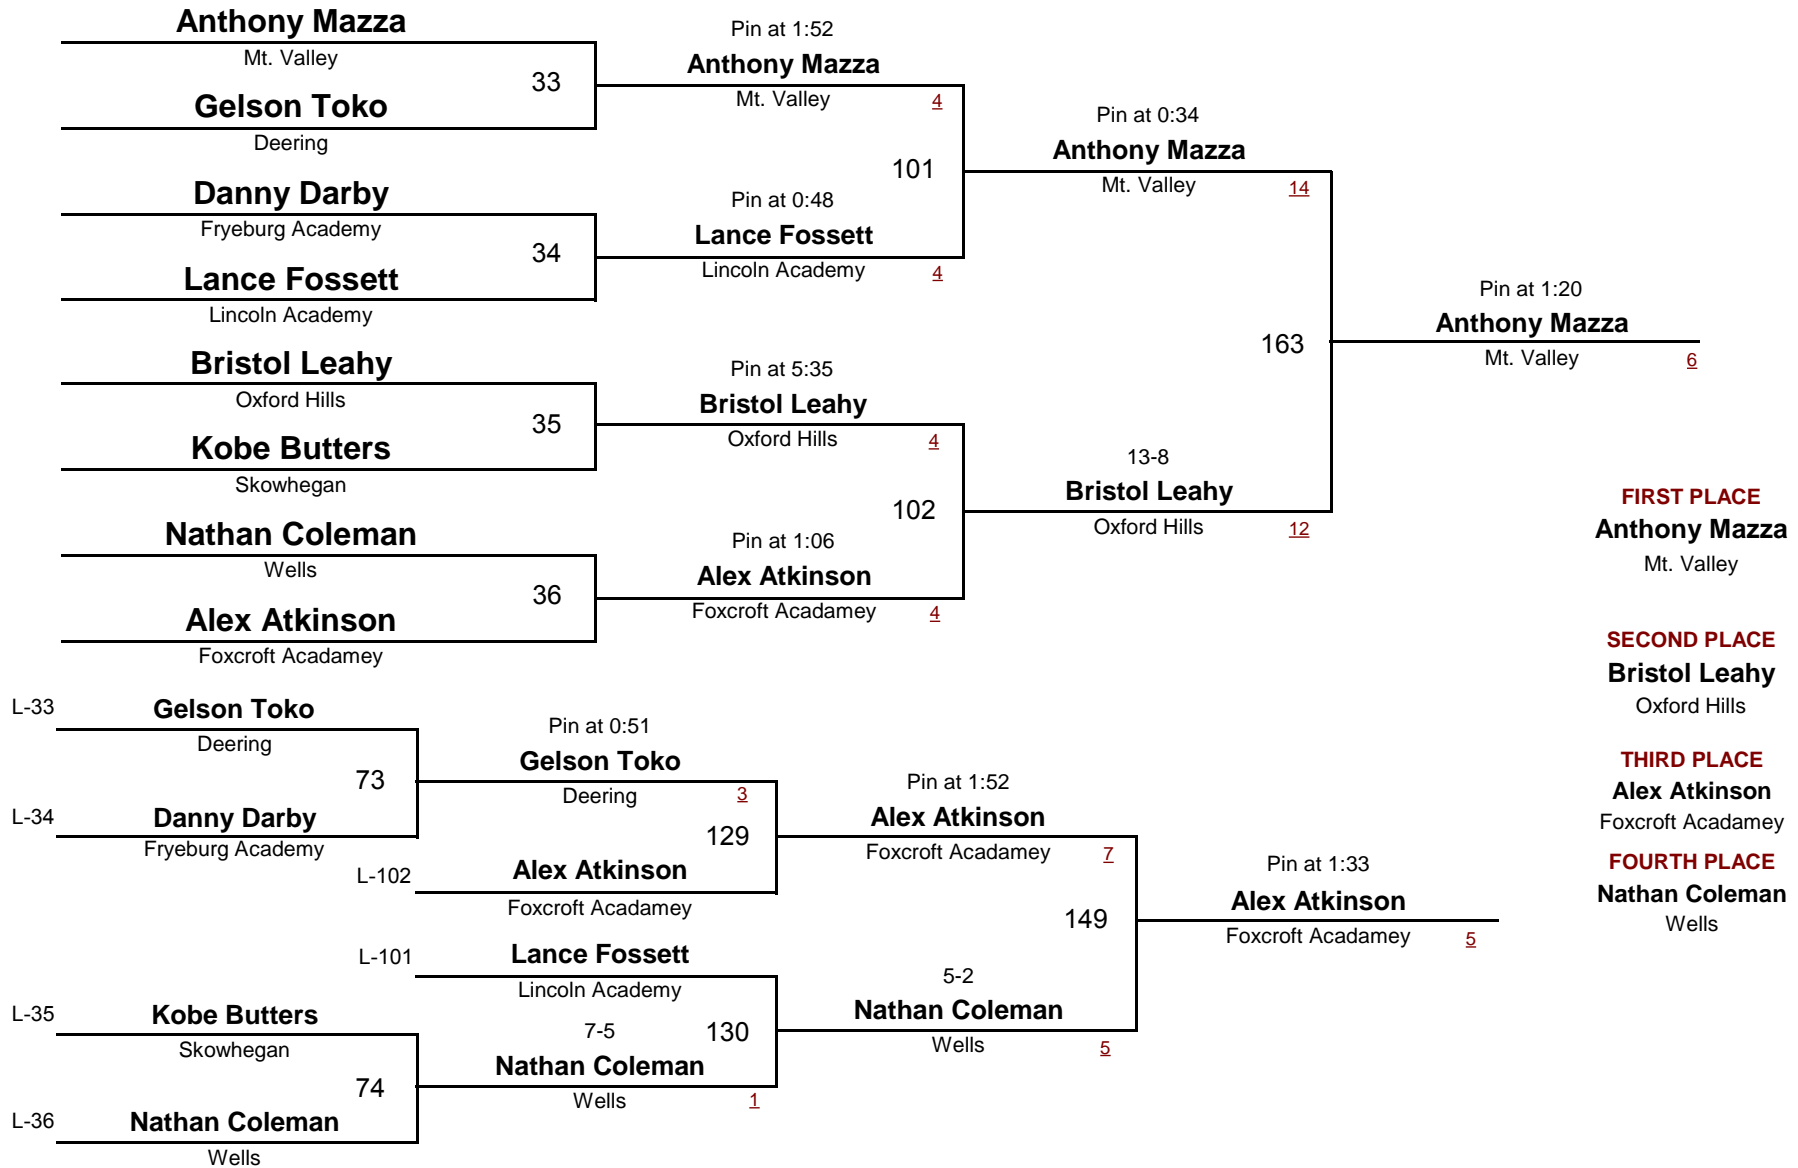 Anthony Mazza
Mt. Valley
33
Gelson Toko
Deering
Danny Darby
Fryeburg Academy
34
Lance Fossett
Lincoln Academy
Bristol Leahy
Oxford Hills
35
Kobe Butters
Skowhegan
Nathan Coleman
Wells
36
Alex Atkinson
Foxcroft Acadamey
Pin at 1:52
Anthony Mazza
Mt. Valley 4
101
Pin at 0:48
Lance Fossett
Lincoln Academy 4
Pin at 5:35
Bristol Leahy
Oxford Hills 4
102
Pin at 1:06
Alex Atkinson
Foxcroft Acadamey 4
Pin at 0:34
Anthony Mazza
Mt. Valley 14
163
13-8
Bristol Leahy
Oxford Hills 12
Pin at 1:20
Anthony Mazza
Mt. Valley 6
FIRST PLACE
Anthony Mazza
Mt. Valley
SECOND PLACE
Bristol Leahy
Oxford Hills
THIRD PLACE
Alex Atkinson
Foxcroft Acadamey
FOURTH PLACE
Nathan Coleman
Wells
L-33 Gelson Toko
Deering
73
L-34 Danny Darby
Fryeburg Academy
L-35 Kobe Butters
Skowhegan
74
L-36 Nathan Coleman
Wells
Pin at 0:51
Gelson Toko
Deering 3
129
L-102 Alex Atkinson
Foxcroft Acadamey
L-101 Lance Fossett
Lincoln Academy
7-5 130
Nathan Coleman
Wells 1
Pin at 1:52
Alex Atkinson
Foxcroft Acadamey 7
149
5-2
Nathan Coleman
Wells 5
Pin at 1:33
Alex Atkinson
Foxcroft Acadamey 5